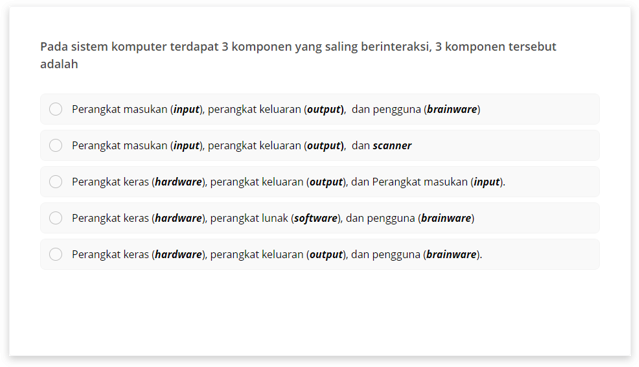 Pada sistem komputer terdapat 3 komponen yang saling berinteraksi, 3 komponen tersebut
adalah
Perangkat masukan (input), perangkat keluaran (output), dan pengguna (brainware)
Perangkat masukan (input), perangkat keluaran (output), dan scanner
Perangkat keras (hardware), perangkat keluaran (output), dan Perangkat masukan (input).
Perangkat keras (hardware), perangkat lunak (software), dan pengguna (brainware)
Perangkat keras (hardware), perangkat keluaran (output), dan pengguna (brainware).